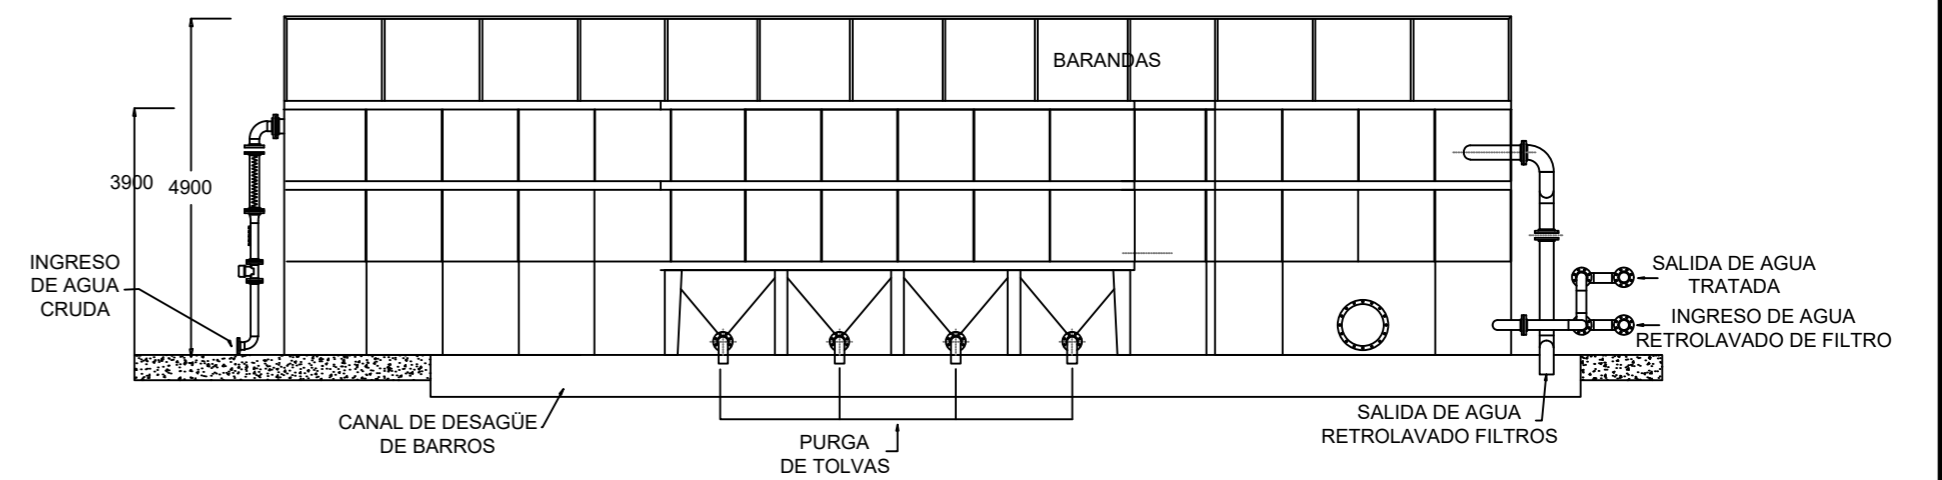 BARANDAS
3900
4900
INGRESO
DE AGUA
CRUDA
SALIDA DE AGUA
TRATADA
INGRESO DE AGUA
RETROLAVADO DE FILTRO
CANAL DE DESAGÜE
DE BARROS
PURGA
DE TOLVAS
SALIDA DE AGUA
RETROLAVADO FILTROS